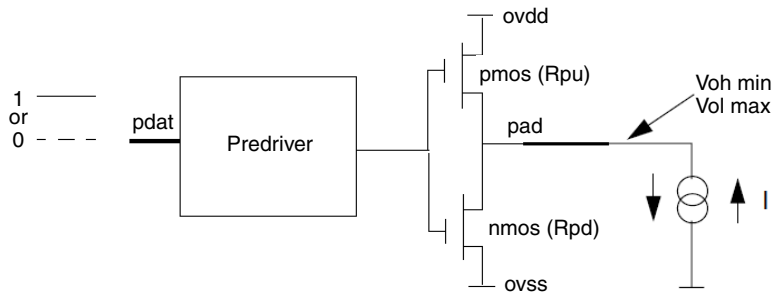 ovdd
pmos (Rpu)
Voh min
Vol max
1
or
0
pdat
Predriver
pad
I
nmos (Rpd)
ovss